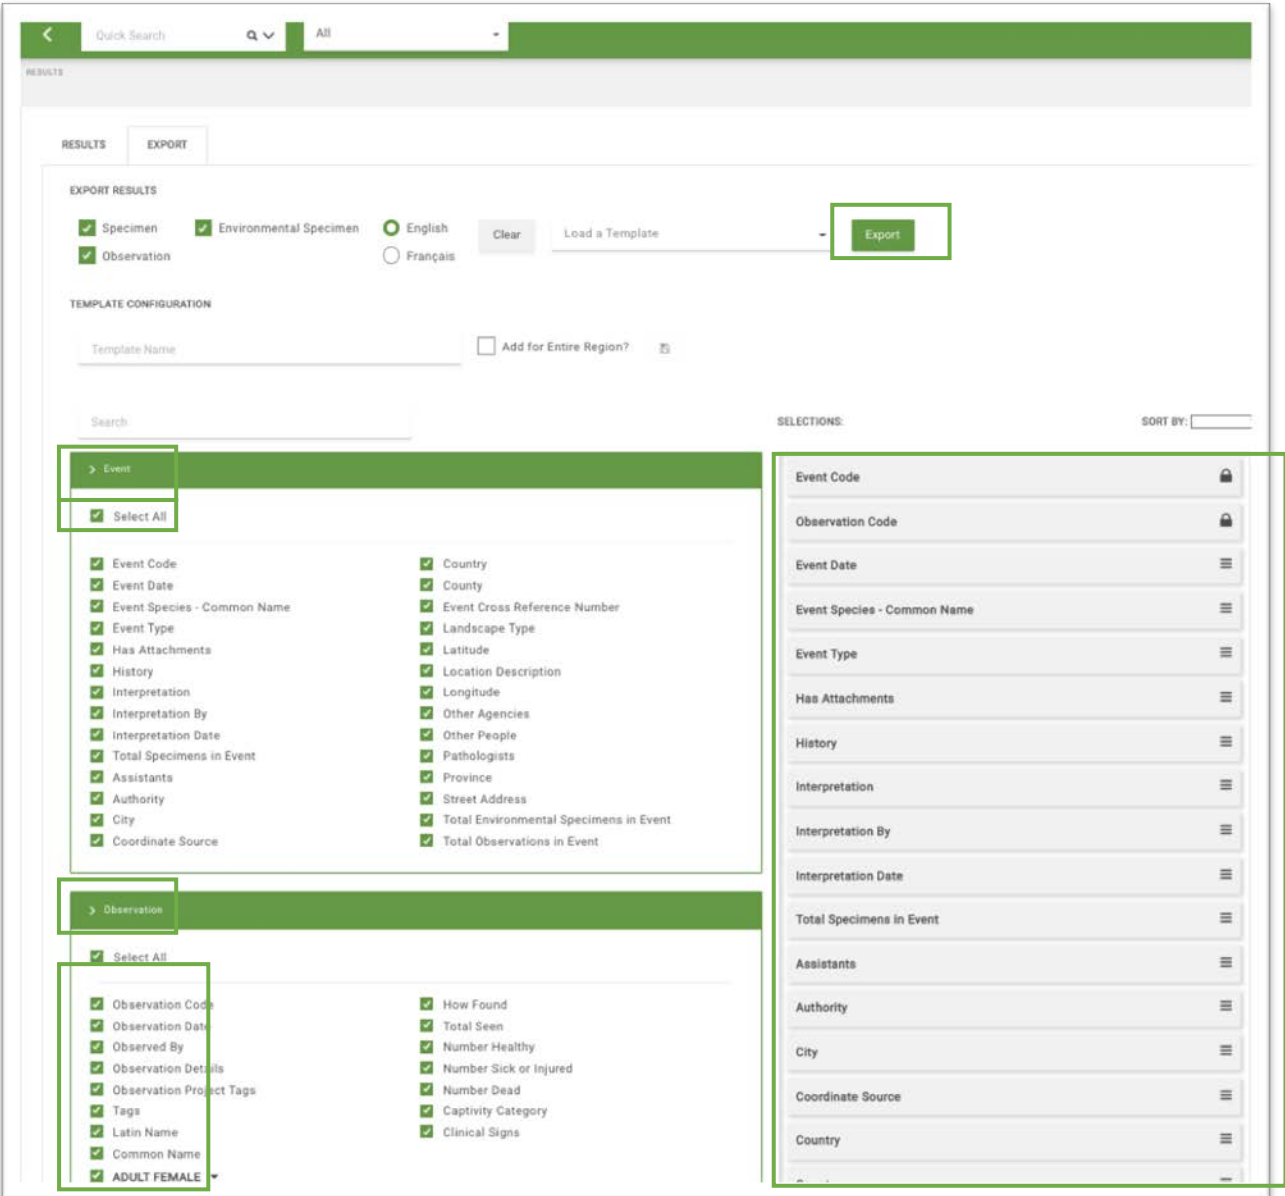 Quick Search
All
RESULTS
RESULTS
EXPORT
EXPORT RESULTS
Specimen
Environmental Specimen
English
Clear
Load a Template
Export
Observation
Français
TEMPLATE CONFIGURATION
Template Name
Add for Entire Region?
Search
SELECTIONS:
SORT BY:
Event
Select All
Event Code
Event Date
Event Species - Common Name
Event Type
Has Attachments
History
Interpretation
Interpretation By
Interpretation Date
Total Specimens in Event
Assistants
Authority
City
Coordinate Source
Country
County
Event Cross Reference Number
Landscape Type
Latitude
Location Description
Longitude
Other Agencies
Other People
Pathologists
Province
Street Address
Total Environmental Specimens in Event
Total Observations in Event
Observation
Select All
Observation Code
Observation Date
Observed By
Observation Details
Observation Project Tags
Tags
Latin Name
Common Name
ADULT FEMALE
How Found
Total Seen
Number Healthy
Number Sick or Injured
Number Dead
Captivity Category
Clinical Signs
Event Code
Observation Code
Event Date
Event Species - Common Name
Event Type
Has Attachments
History
Interpretation
Interpretation By
Interpretation Date
Total Specimens in Event
Assistants
Authority
City
Coordinate Source
Country